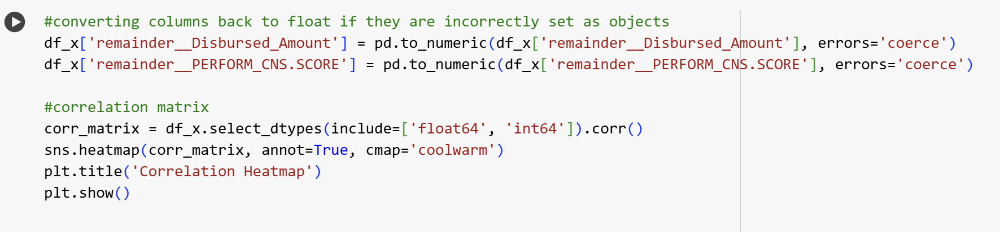 #converting columns back to float if they are incorrectly set as objects
df_x['remainder__Disbursed_Amount'] = pd.to_numeric(df_x['remainder__Disbursed_Amount'], errors='coerce')
df_x['remainder__PERFORM_CNS.SCORE'] = pd.to_numeric(df_x['remainder__PERFORM_CNS.SCORE'], errors='coerce')
#correlation matrix
corr_matrix = df_x.select_dtypes(include=['float64', 'int64']).corr()
sns.heatmap(corr_matrix, annot=True, cmap='coolwarm')
plt.title('Correlation Heatmap')
plt.show()